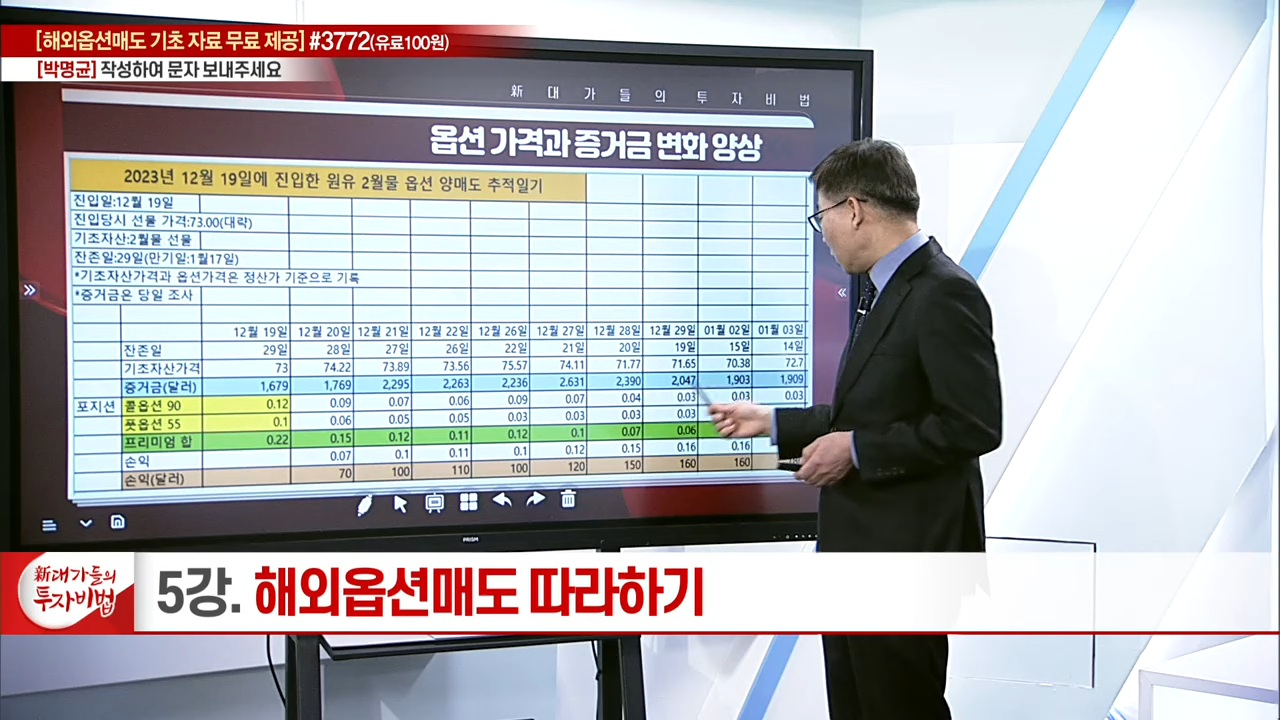 [해외옵션매도 기초 자료 무료 제공] #3772(유료100원)
[박명균] 작성하여 문자 보내주세요
新대가들의 투자비법
옵션 가격과 증거금 변화 양상
2023년 12월 19일에 진입한 원유 2월물 옵션 양매도 추적일기
진입일:12월 19일
진입당시 선물 가격:73.00(대략)
기초자산:2월물 선물
잔존일:29일(만기일:1월17일)
*기초자산가격과 옵션가격은 정산가 기준으로 기록
*증거금은 당일 조사
12월 19일 12월 20일 12월 21일 12월 22일 12월 26일 12월 27일 12월 28일 12월 29일 01월 02일 01월 03일
잔존일 29일 28일 27일 26일 22일 21일 20일 19일 15일 14일
기초자산가격 73 74.22 73.89 73.56 75.57 74.11 71.77 71.65 70.38 72.7
증거금(달러) 1,679 1,769 2,295 2,263 2,236 2.631 2,390 2,047 1,903 1,909
포지션 콜옵션 90 0.12 0.09 0.07 0.06 0.09 0.07 0.04 0.03 0.03 0.03
풋옵션 55 0.1 0.06 0.05 0.05 0.03 0.03 0.03 0.03
프리미엄 합 0.22 0.15 0.12 0.11 0.12 0.1 0.07 0.06
손익 0.07 0.1 0.11 0.1 0.12 0.15 0.16 0.16
손익(달러) 70 100 110 100 120 150 160 160
PRISM
新대가들의
투자비법
5강. 해외옵션매도 따라하기